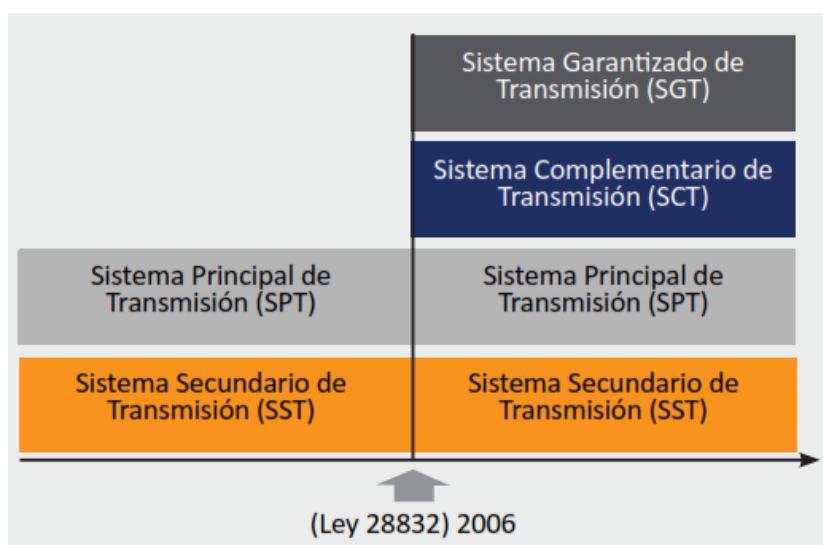 Sistema Garantizado de
Transmisión (SGT)
Sistema Complementario de
Transmisión (SCT)
Sistema Principal de
Transmisión (SPT)
Sistema Principal de
Transmisión (SPT)
Sistema Secundario de
Transmisión (SST)
Sistema Secundario de
Transmisión (SST)
(Ley 28832) 2006